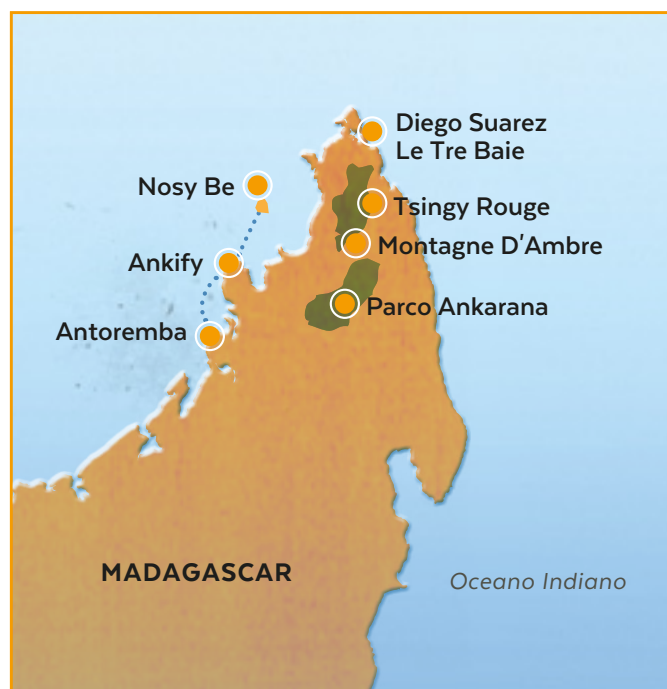 Diego Suarez
Le Tre Baie
Nosy Be
Tsingy Rouge
Montagne D'Ambre
Ankify
Parco Ankarana
Antoremba
MADAGASCAR
Oceano Indiano